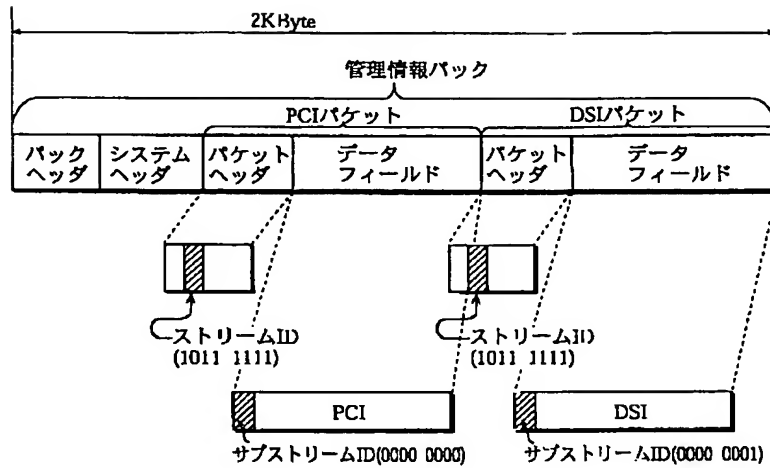 2KByte
管理情報パック
PCIパケット
DSIパケット
パック
ヘッダ
システム
ヘッダ
パケット
ヘッダ
データ
フィールド
パケット
ヘッダ
データ
フィールド
ストリームID
(1011 1111)
ストリームID
(1011 1111)
PCI
DSI
サブストリームID(0000 0000)
サブストリームID(0000 0001)